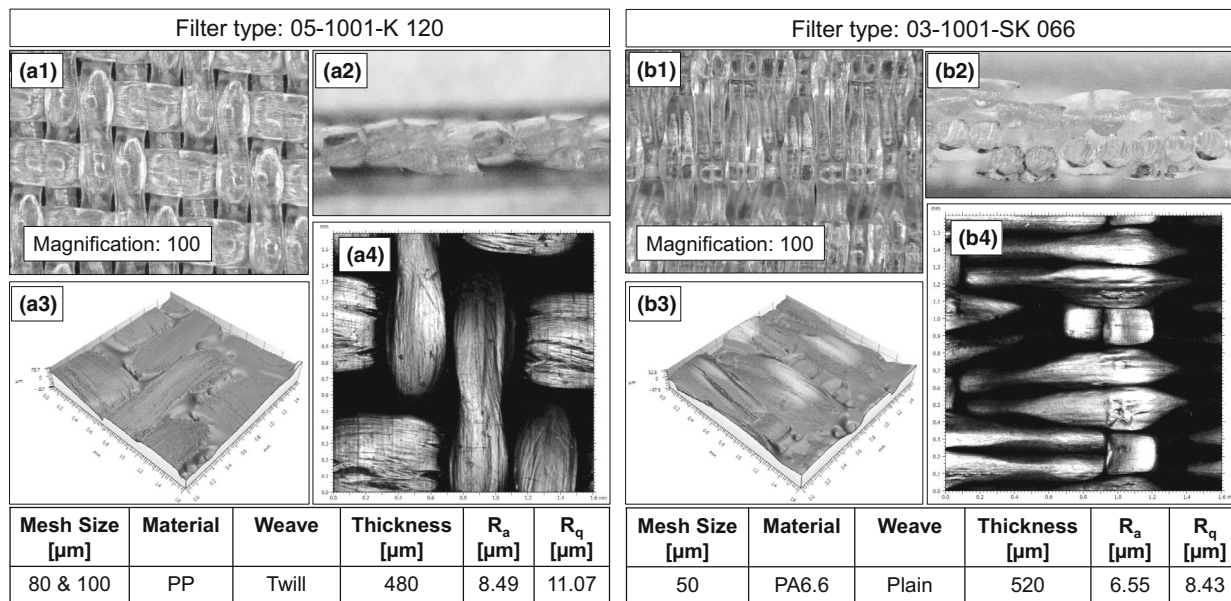 Filter type: 05-1001-K 120
(a1)
(a2)
Magnification: 100
(a3)
(a4)
Mesh Size [µm] Material Weave Thickness [µm] Ra [µm] Rq [µm]
80 & 100 PP Twill 480 8.49 11.07
Filter type: 03-1001-SK 066
(b1)
(b2)
Magnification: 100
(b3)
(b4)
Mesh Size [µm] Material Weave Thickness [µm] Ra [µm] Rq [µm]
50 PA6.6 Plain 520 6.55 8.43